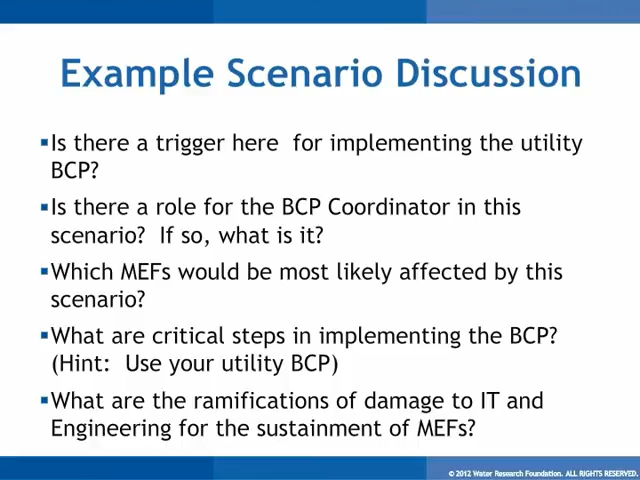 Example Scenario Discussion
▪Is there a trigger here  for implementing the utility
BCP?
▪Is there a role for the BCP Coordinator in this
scenario?  If so, what is it?
▪Which MEFs would be most likely affected by this
scenario?
▪What are critical steps in implementing the BCP?
(Hint:  Use your utility BCP)
▪What are the ramifications of damage to IT and
Engineering for the sustainment of MEFs?
© 2012 Water Research Foundation. ALL RIGHTS RESERVED.